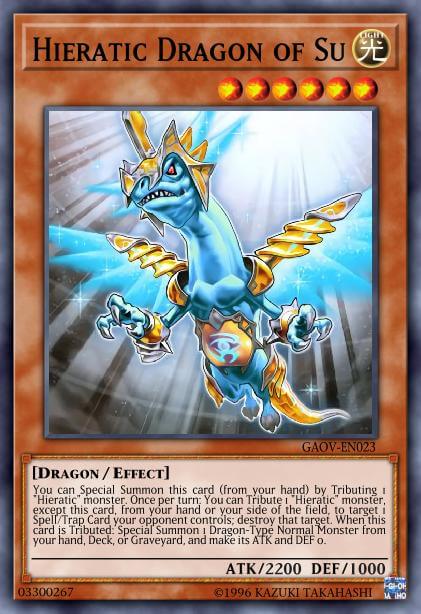 Hieratic Dragon of Su
LIGHT
光
GAOV-EN023
[Dragon / Effect]
You can Special Summon this card (from your hand) by Tributing 1
"Hieratic" monster. Once per turn: You can Tribute 1 "Hieratic" monster,
except this card, from your hand or your side of the field, to target 1
Spell/Trap Card your opponent controls; destroy that target. When this
card is Tributed: Special Summon 1 Dragon-Type Normal Monster from
your hand, Deck, or Graveyard, and make its ATK and DEF 0.
ATK/2200 DEF/1000
03300267
©1996 KAZUKI TAKAHASHI